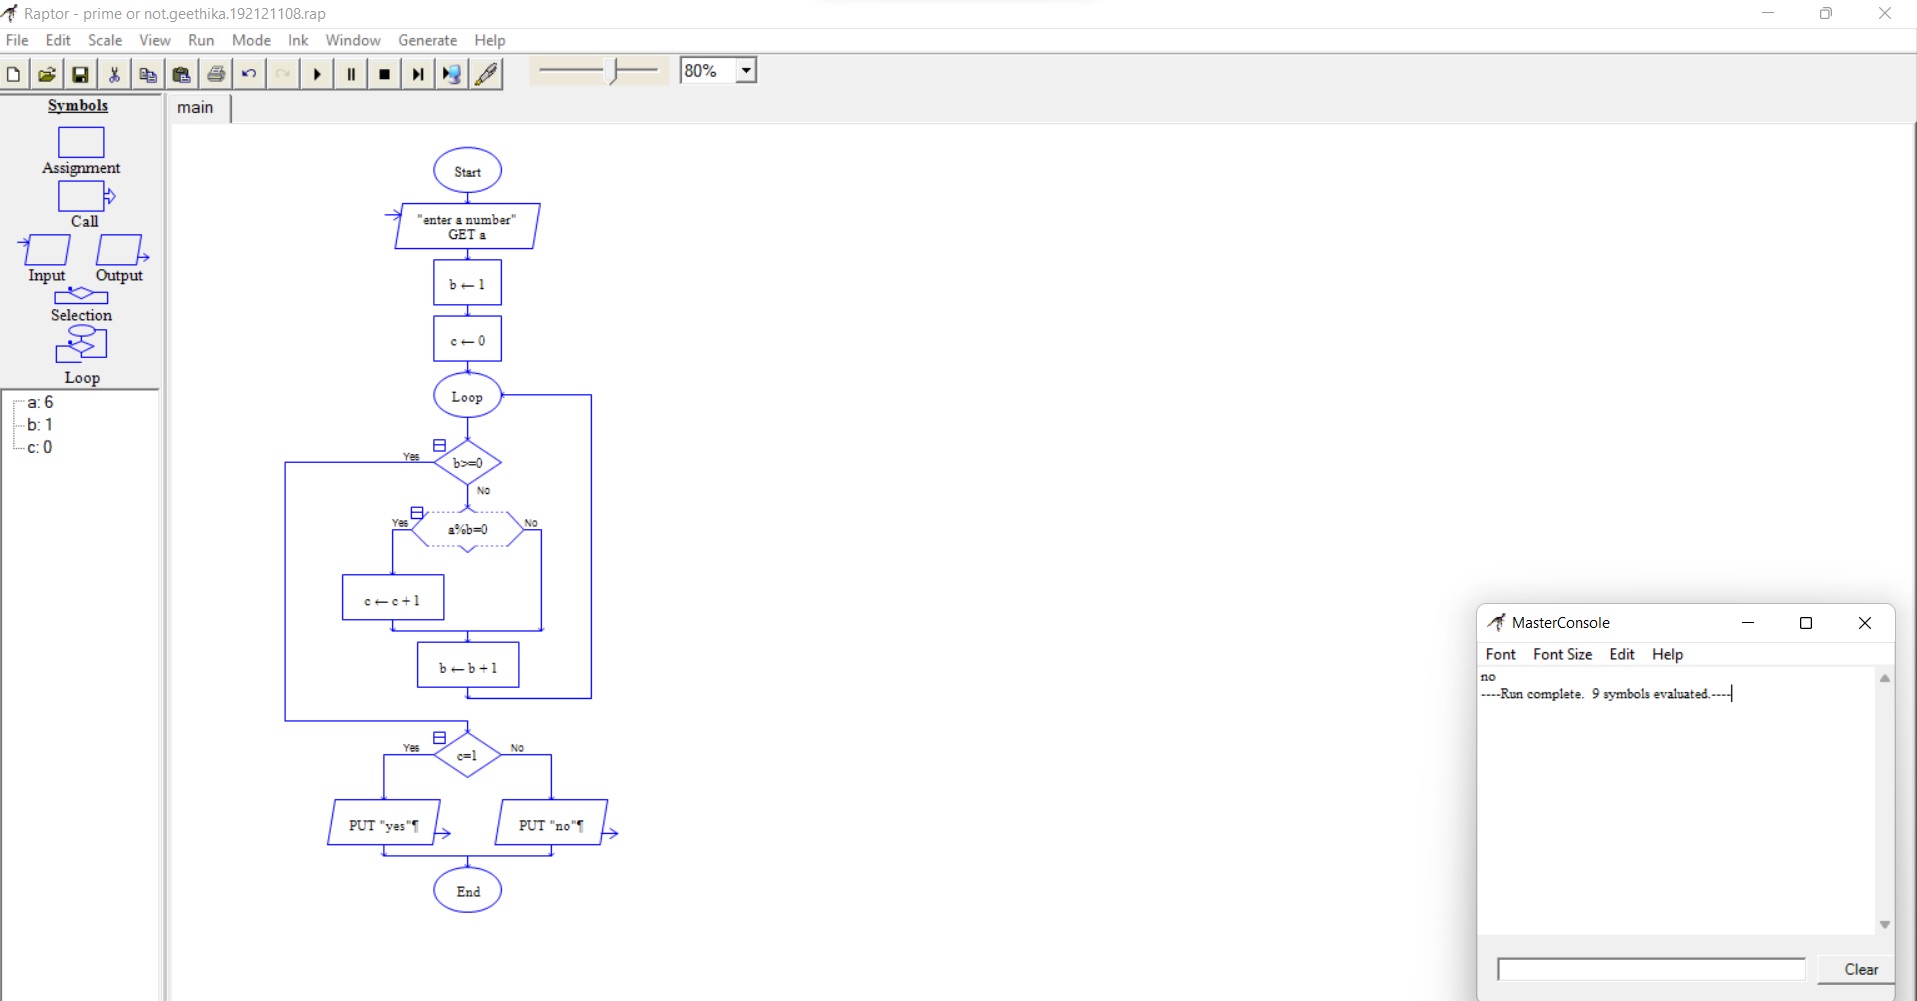 Raptor - prime or not.geethika.192121108.rap
File Edit Scale View Run Mode Ink Window Generate Help
80%
Symbols
main
Assignment
Call
Input Output
Selection
Loop
a: 6
b: 1
c: 0
Start
"enter a number"
GET a
b ← 1
c ← 0
Loop
Yes
b>=0
No
Yes
a%b=0
No
c ← c + 1
b ← b + 1
Yes
c=1
No
PUT "yes"¶
PUT "no"¶
End
MasterConsole
Font Font Size Edit Help
no
----Run complete. 9 symbols evaluated.----
Clear